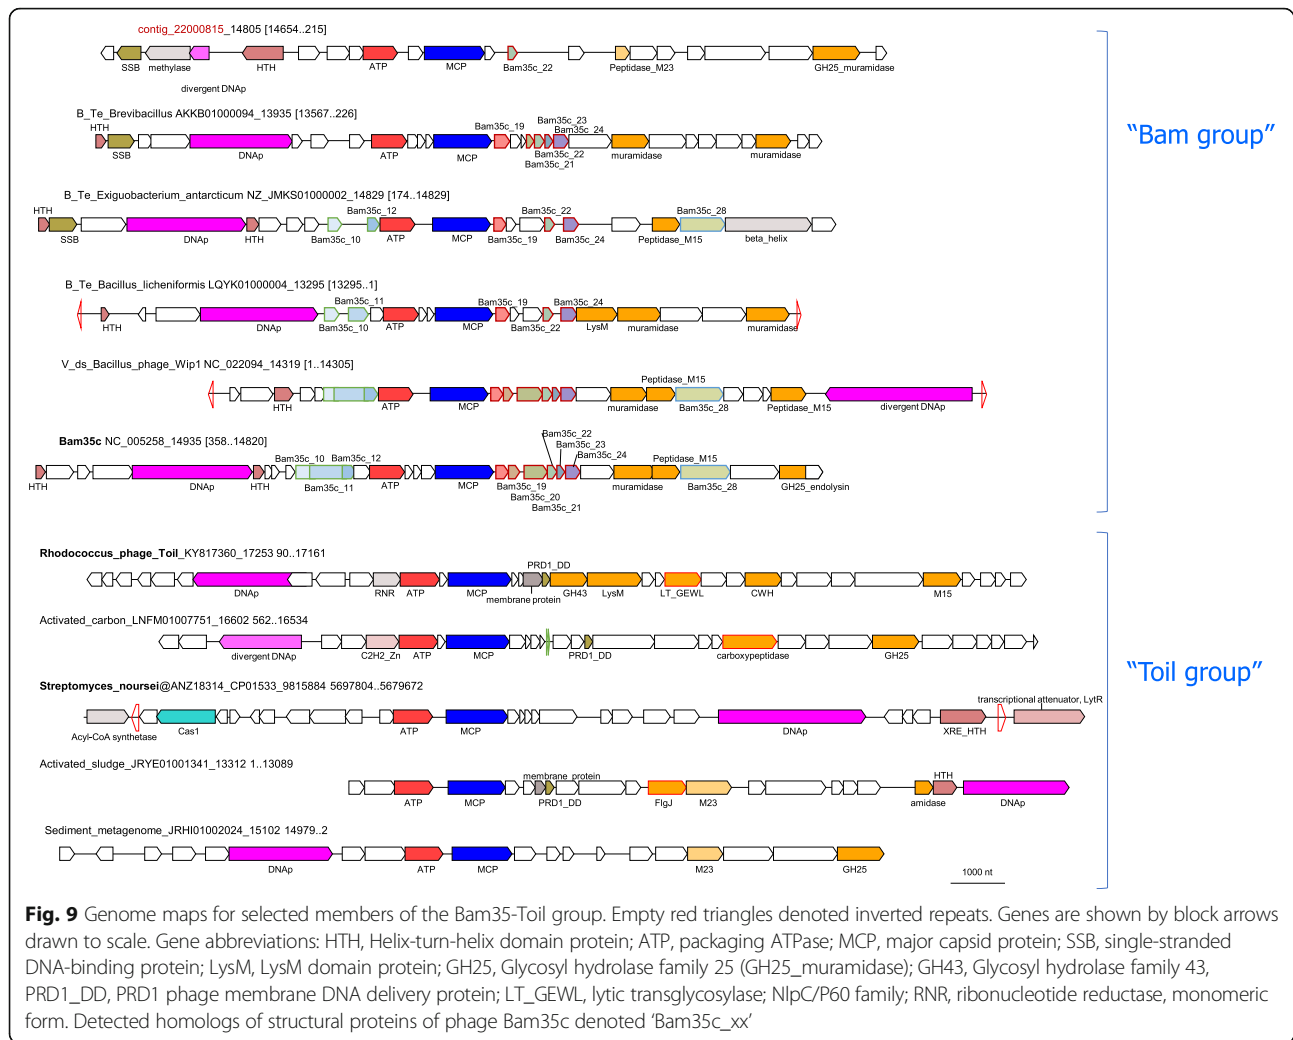 contig_22000815_14805 [14654..215]
SSB
methylase
divergent DNAp
HTH
ATP
MCP
Bam35c_22
Peptidase_M23
GH25_muramidase
B_Te_Brevibacillus AKKB01000094_13935 [13567..226]
HTH
SSB
DNAp
ATP
MCP
Bam35c_19
Bam35c_23
Bam35c_24
Bam35c_22
Bam35c_21
muramidase
muramidase
"Bam group"
B_Te_Exiguobacterium_antarcticum NZ_JMKS01000002_14829 [174..14829]
HTH
SSB
DNAp
HTH
Bam35c_10
Bam35c_12
ATP
MCP
Bam35c_19
Bam35c_22
Bam35c_24
Peptidase_M15
Bam35c_28
beta_helix
B_Te_Bacillus_licheniformis LQYK01000004_13295 [13295..1]
HTH
DNAp
Bam35c_10
Bam35c_11
ATP
MCP
Bam35c_19
Bam35c_22
Bam35c_24
LysM
muramidase
muramidase
V_ds_Bacillus_phage_Wip1 NC_022094_14319 [1..14305]
HTH
ATP
MCP
muramidase
Peptidase_M15
Bam35c_28
Peptidase_M15
divergent DNAp
Bam35c NC_005258_14935 [358..14820]
HTH
DNAp
HTH
Bam35c_10
Bam35c_11
Bam35c_12
ATP
MCP
Bam35c_22
Bam35c_23
Bam35c_24
Bam35c_19
Bam35c_20
Bam35c_21
muramidase
Peptidase_M15
Bam35c_28
GH25_endolysin
Rhodococcus_phage_Toil_KY817360_17253 90..17161
DNAp
RNR
ATP
MCP
membrane protein
PRD1_DD
GH43
LysM
LT_GEWL
CWH
M15
Activated_carbon_LNFM01007751_16602 562..16534
divergent DNAp
C2H2_Zn
ATP
MCP
PRD1_DD
carboxypeptidase
GH25
"Toil group"
Streptomyces_noursei@ANZ18314_CP01533_9815884 5697804..5679672
Acyl-CoA synthetase
Cas1
ATP
MCP
DNAp
XRE_HTH
transcriptional attenuator, LytR
Activated_sludge_JRYE01001341_13312 1..13089
ATP
MCP
membrane protein
PRD1_DD
FlgJ
M23
amidase
HTH
DNAp
Sediment_metagenome_JRHI01002024_15102 14979..2
DNAp
ATP
MCP
M23
GH25
1000 nt
Fig. 9 Genome maps for selected members of the Bam35-Toil group. Empty red triangles denoted inverted repeats. Genes are shown by block arrows
drawn to scale. Gene abbreviations: HTH, Helix-turn-helix domain protein; ATP, packaging ATPase; MCP, major capsid protein; SSB, single-stranded
DNA-binding protein; LysM, LysM domain protein; GH25, Glycosyl hydrolase family 25 (GH25_muramidase); GH43, Glycosyl hydrolase family 43,
PRD1_DD, PRD1 phage membrane DNA delivery protein; LT_GEWL, lytic transglycosylase; NlpC/P60 family; RNR, ribonucleotide reductase, monomeric
form. Detected homologs of structural proteins of phage Bam35c denoted 'Bam35c_xx'